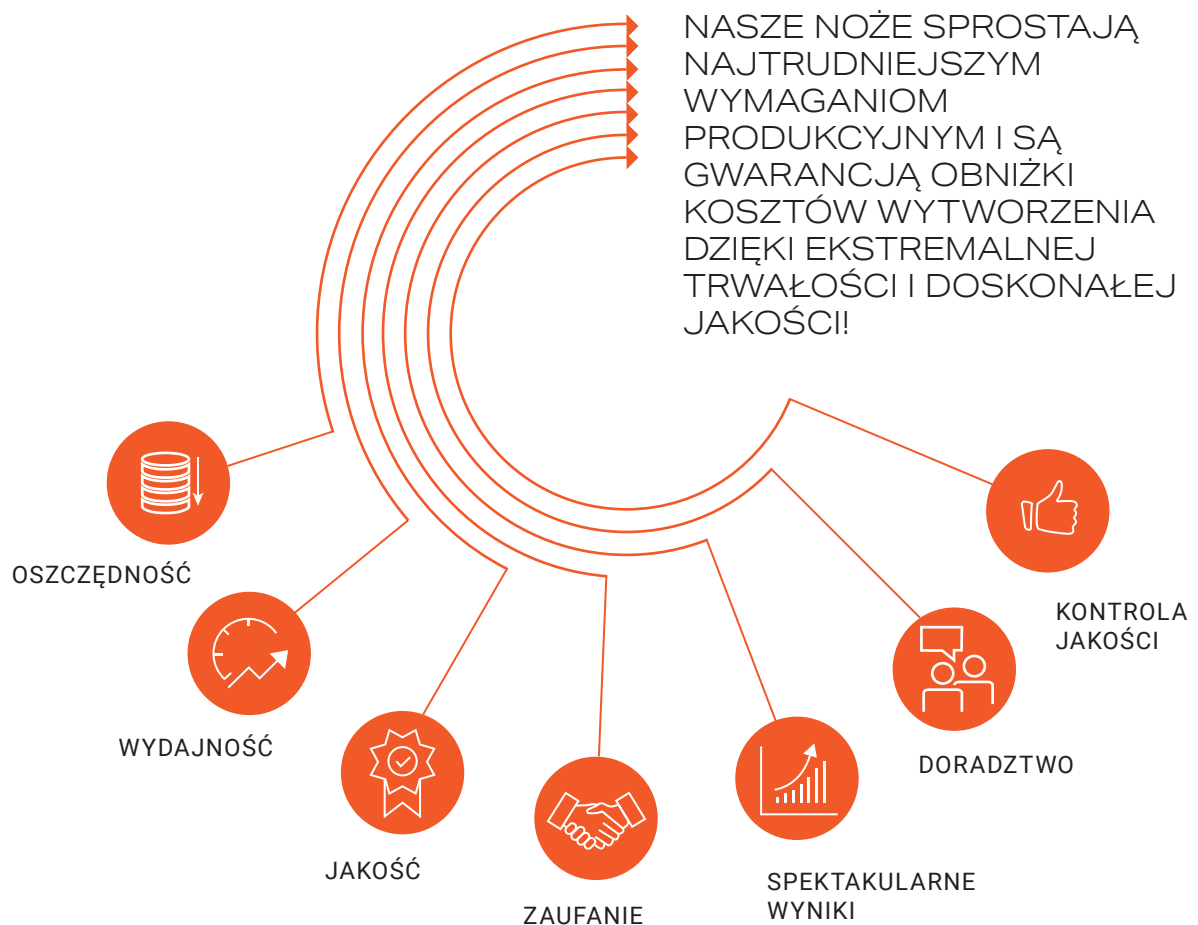 NASZE NOŻE SPROSTAJĄ
NAJTRUDNIEJSZYM
WYMAGANIOM
PRODUKCYJNYM I SĄ
GWARANCJĄ OBNIŻKI
KOSZTÓW WYTWORZENIA
DZIĘKI EKSTREMALNEJ
TRWAŁOŚCI I DOSKONAŁEJ
JAKOŚCI!
OSZCZĘDNOŚĆ
WYDAJNOŚĆ
JAKOŚĆ
ZAUFANIE
SPEKTAKULARNE
WYNIKI
DORADZTWO
KONTROLA
JAKOŚCI